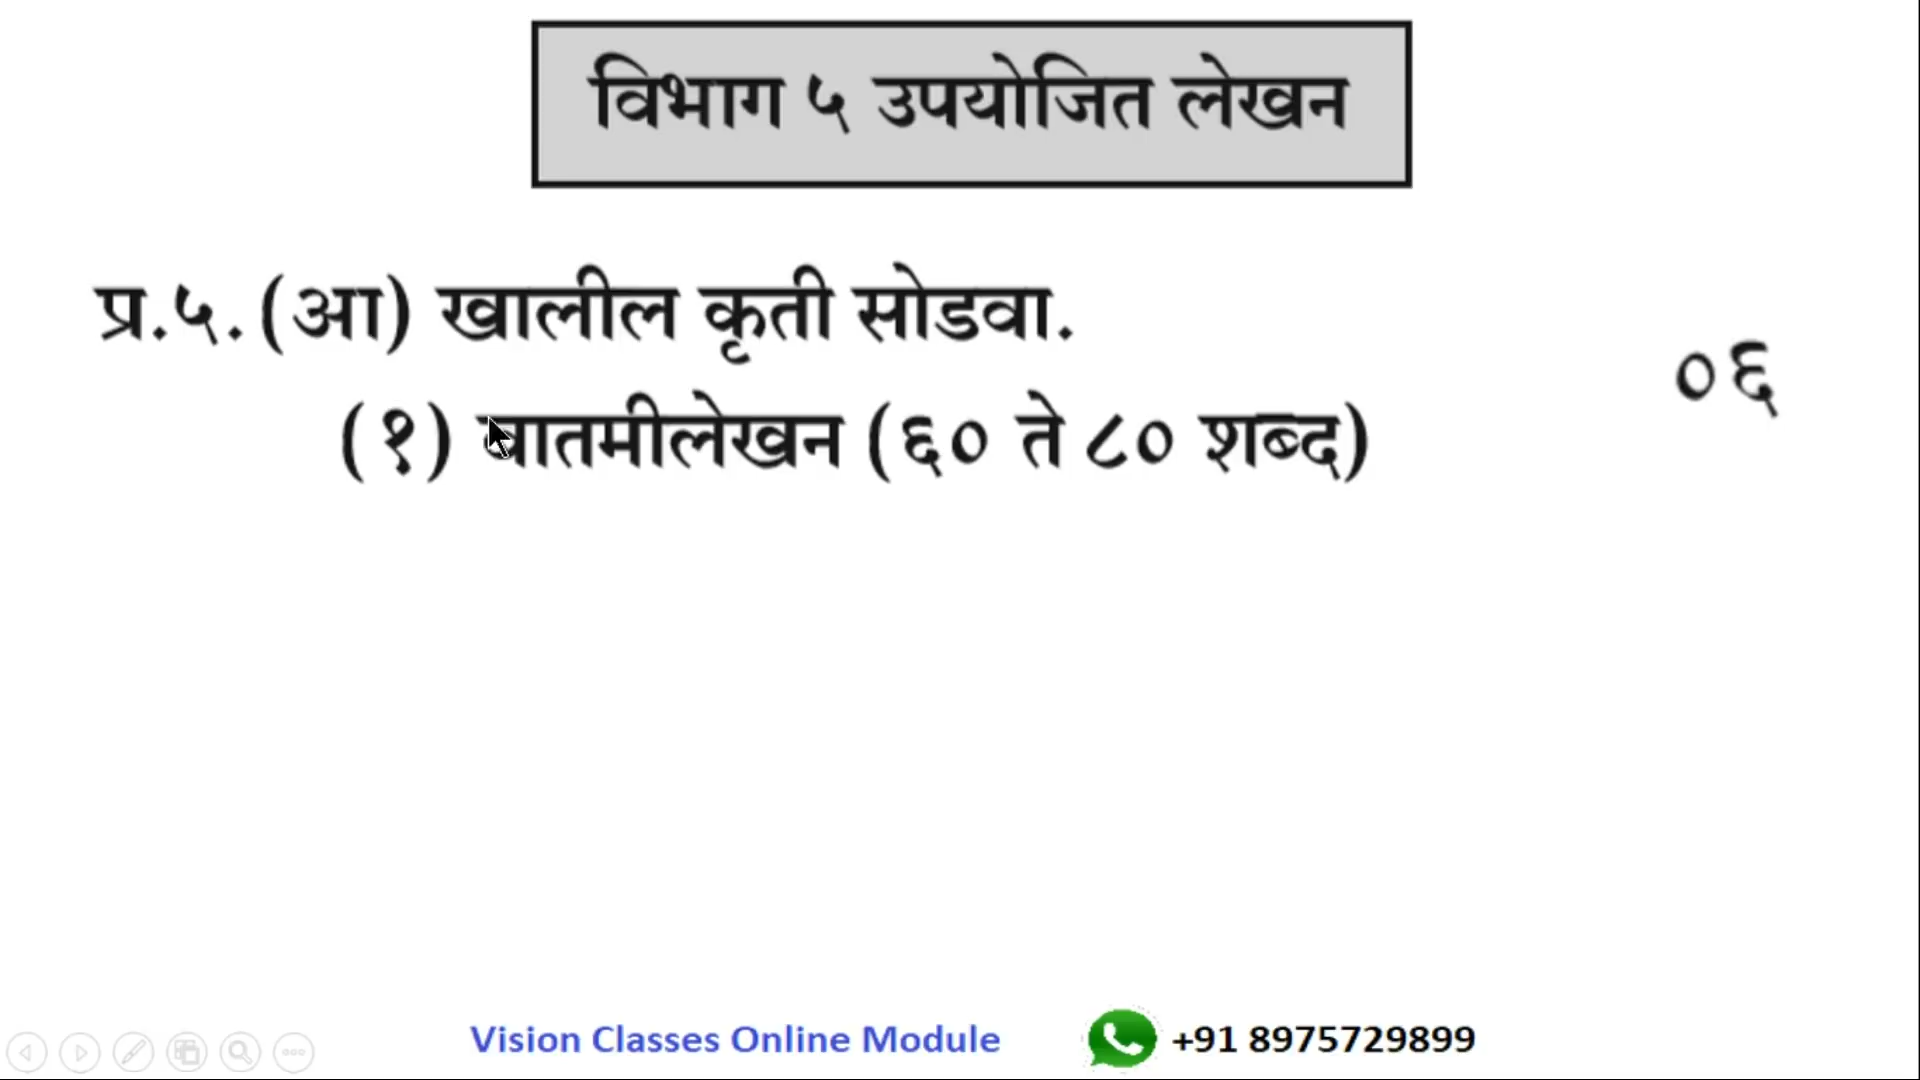 विभाग ५ उपयोजित लेखन
प्र.५.(आ) खालील कृती सोडवा.
०६
(१) बातमीलेखन (६० ते ८० शब्द)
Vision Classes Online Module
+91 8975729899